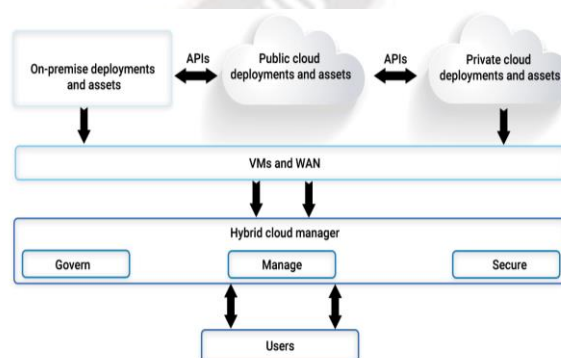 On-premise deployments
and assets
APIs
Public cloud
deployments and assets
APIs
Private cloud
deployments and assets
VMs and WAN
Hybrid cloud manager
Govern
Manage
Secure
Users